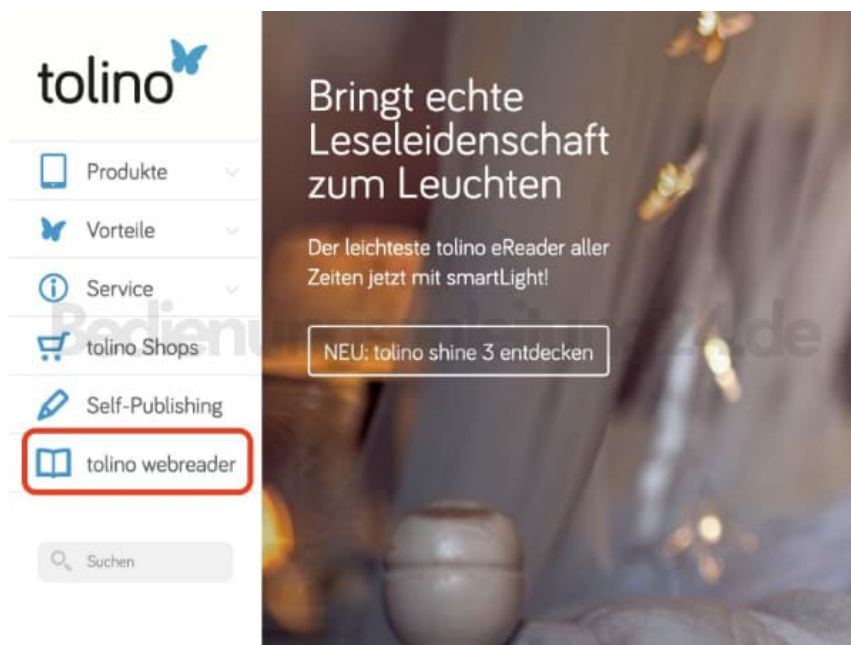 tolino
Produkte
Vorteile
Service
tolino Shops
Self-Publishing
tolino webreader
Suchen
Bringt echte
Leseleidenschaft
zum Leuchten
Der leichteste tolino eReader aller
Zeiten jetzt mit smartLight!
NEU: tolino shine 3 entdecken